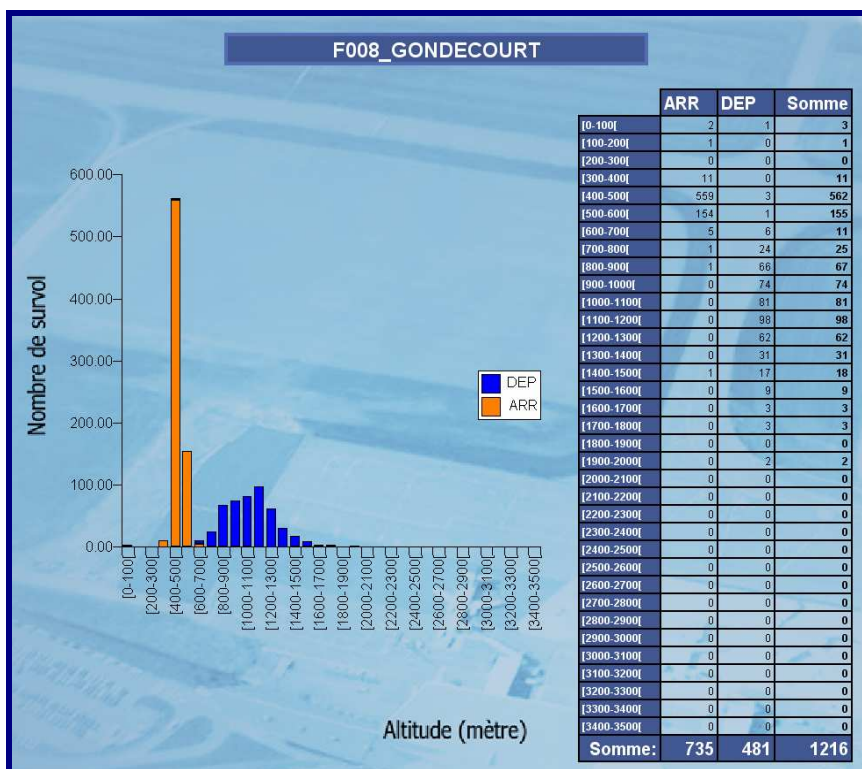 F008_GONDECOURT
ARR DEP Somme
[0-100[ 2 1 3
[100-200[ 1 0 1
[200-300[ 0 0 0
[300-400[ 11 0 11
[400-500[ 559 3 562
[500-600[ 154 1 155
[600-700[ 5 6 11
[700-800[ 1 24 25
[800-900[ 1 66 67
[900-1000[ 0 74 74
[1000-1100[ 0 81 81
[1100-1200[ 0 98 98
[1200-1300[ 0 62 62
[1300-1400[ 0 31 31
[1400-1500[ 1 17 18
[1500-1600[ 0 9 9
[1600-1700[ 0 3 3
[1700-1800[ 0 3 3
[1800-1900[ 0 0 0
[1900-2000[ 0 2 2
[2000-2100[ 0 0 0
[2100-2200[ 0 0 0
[2200-2300[ 0 0 0
[2300-2400[ 0 0 0
[2400-2500[ 0 0 0
[2500-2600[ 0 0 0
[2600-2700[ 0 0 0
[2700-2800[ 0 0 0
[2800-2900[ 0 0 0
[2900-3000[ 0 0 0
[3000-3100[ 0 0 0
[3100-3200[ 0 0 0
[3200-3300[ 0 0 0
[3300-3400[ 0 0 0
[3400-3500[ 0 0 0
Somme: 735 481 1216
Nombre de survol
600.00
500.00
400.00
300.00
200.00
100.00
0.00
DEP
ARR
[0-100[
[200-300[
[400-500[
[600-700[
[800-900[
[1000-1100[
[1200-1300[
[1400-1500[
[1600-1700[
[1800-1900[
[2000-2100[
[2200-2300[
[2400-2500[
[2600-2700[
[2800-2900[
[3000-3100[
[3200-3300[
[3400-3500[
Altitude (mètre)